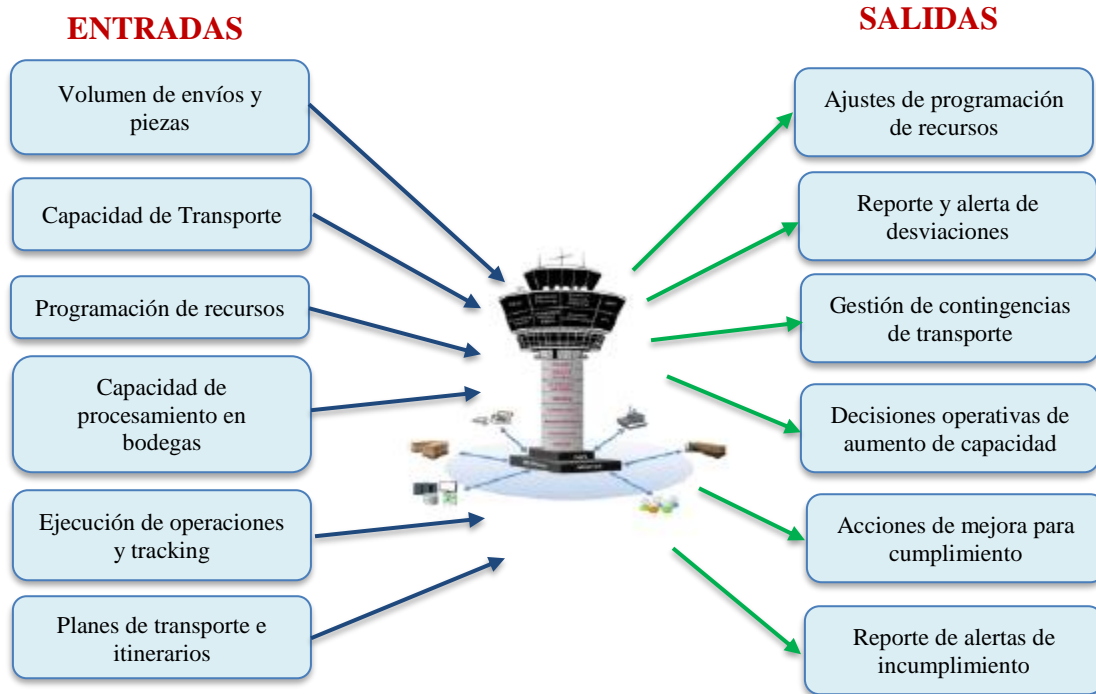 ENTRADAS
Volumen de envíos y
piezas
Capacidad de Transporte
Programación de recursos
Capacidad de
procesamiento en
bodegas
Ejecución de operaciones
y tracking
Planes de transporte e
itinerarios
SALIDAS
Ajustes de programación
de recursos
Reporte y alerta de
desviaciones
Gestión de contingencias
de transporte
Decisiones operativas de
aumento de capacidad
Acciones de mejora para
cumplimiento
Reporte de alertas de
incumplimiento